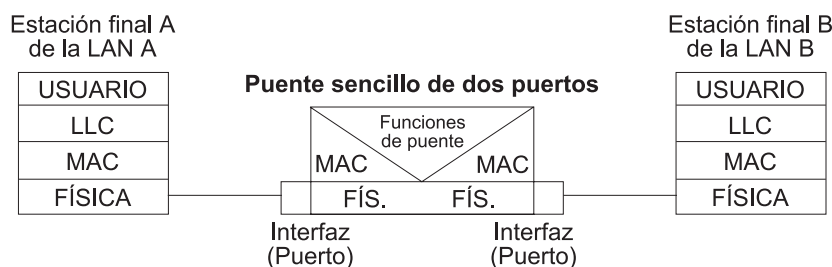 Estación final A
de la LAN A
USUARIO
LLC
MAC
FÍSICA
Puente sencillo de dos puertos
Funciones
de puente
MAC
MAC
FÍS.
FÍS.
Interfaz
(Puerto)
Interfaz
(Puerto)
Estación final B
de la LAN B
USUARIO
LLC
MAC
FÍSICA